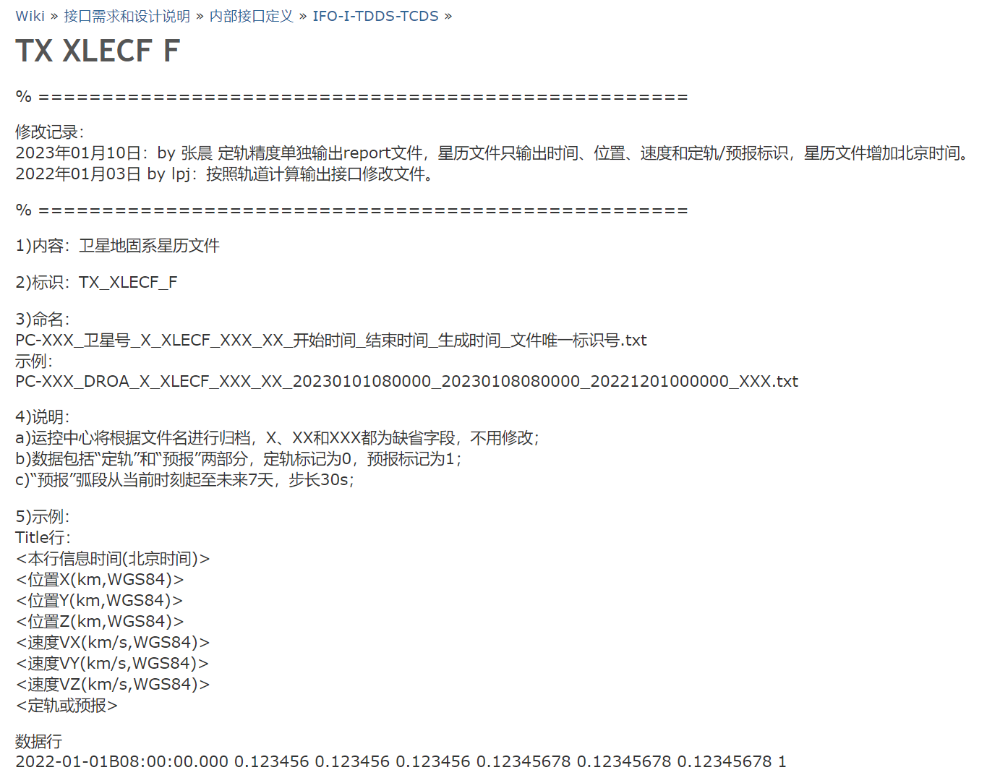 Wiki » 接口需求和设计说明 » 内部接口定义 » IFO-I-TDDS-TCDS »
TX XLECF F
% ===================================================
修改记录：
2023年01月10日：by 张晨 定轨精度单独输出report文件，星历文件只输出时间、位置、速度和定轨/预报标识，星历文件增加北京时间。
2022年01月03日 by lpj：按照轨道计算输出接口修改文件。
% ===================================================
1)内容：卫星地固系星历文件
2)标识：TX_XLECF_F
3)命名：
PC-XXX_卫星号_X_XLECF_XXX_XX_开始时间_结束时间_生成时间_文件唯一标识号.txt
示例：
PC-XXX_DROA_X_XLECF_XXX_XX_20230101080000_20230108080000_20221201000000_XXX.txt
4)说明：
a)运控中心将根据文件名进行归档，X、XX和XXX都为缺省字段，不用修改；
b)数据包括“定轨”和“预报”两部分，定轨标记为0，预报标记为1；
c)“预报”弧段从当前时刻起至未来7天，步长30s；
5)示例：
Title行：
<本行信息时间(北京时间)>
<位置X(km,WGS84)>
<位置Y(km,WGS84)>
<位置Z(km,WGS84)>
<速度VX(km/s,WGS84)>
<速度VY(km/s,WGS84)>
<速度VZ(km/s,WGS84)>
<定轨或预报>
数据行
2022-01-01B08:00:00.000 0.123456 0.123456 0.123456 0.12345678 0.12345678 0.12345678 1